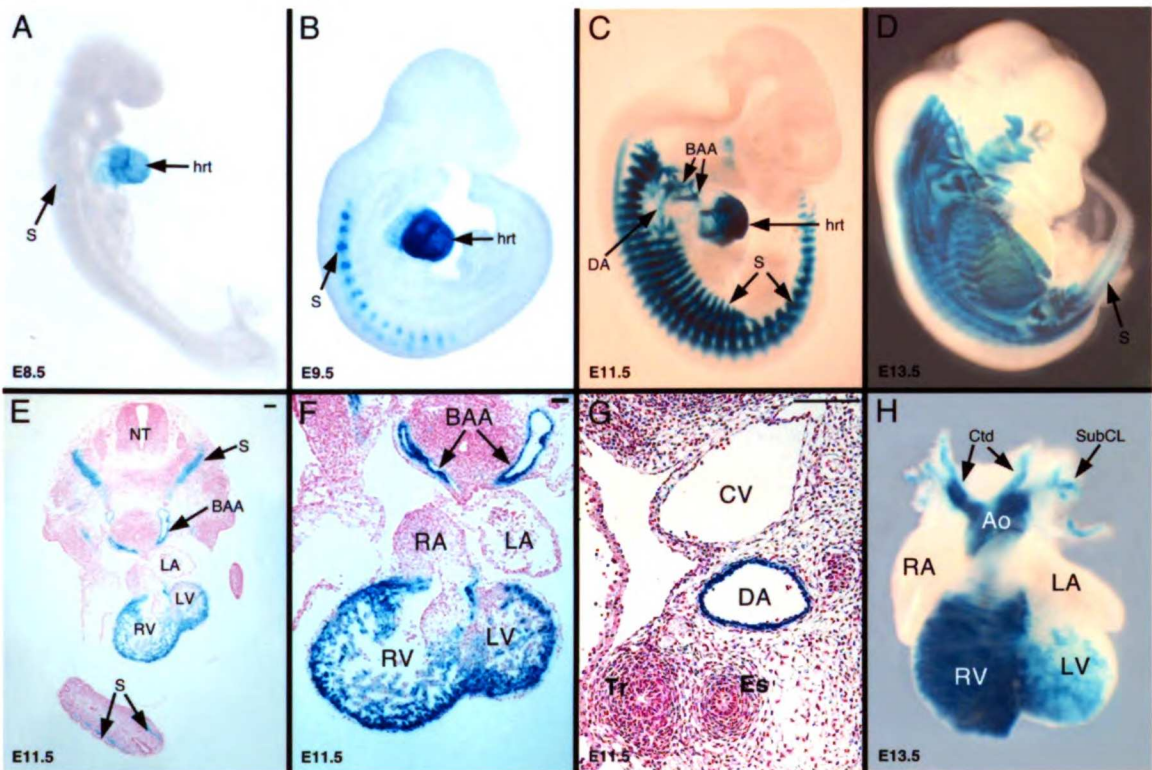 A
hrt
S
E8.5
B
hrt
S
E9.5
C
BAA
DA
hrt
S
E11.5
D
S
E13.5
E
NT
S
BAA
LA
LV
RV
S
E11.5
F
BAA
RA
LA
RV
LV
E11.5
G
CV
DA
Tr
Es
E11.5
H
Ctd
SubCL
Ao
RA
LA
RV
LV
E13.5